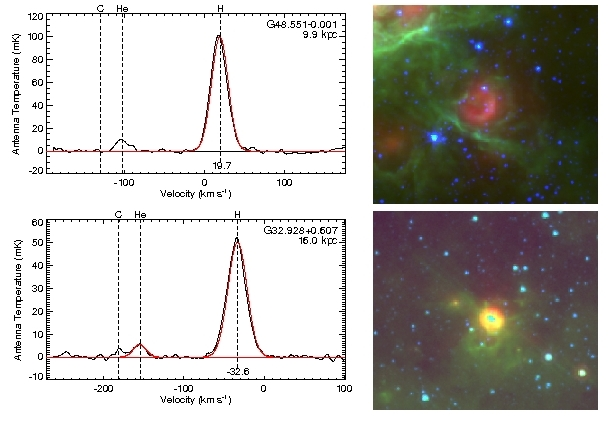 C He H
G48.551-0.001
9.9 kpc
120
100
80
60
40
20
0
-20
Antenna Temperature (mK)
19.7
-100 0 100
Velocity (km s-1)
C He H
G32.928+0.607
16.0 kpc
60
50
40
30
20
10
0
-10
Antenna Temperature (mK)
-32.6
-200 -100 0 100
Velocity (km s-1)